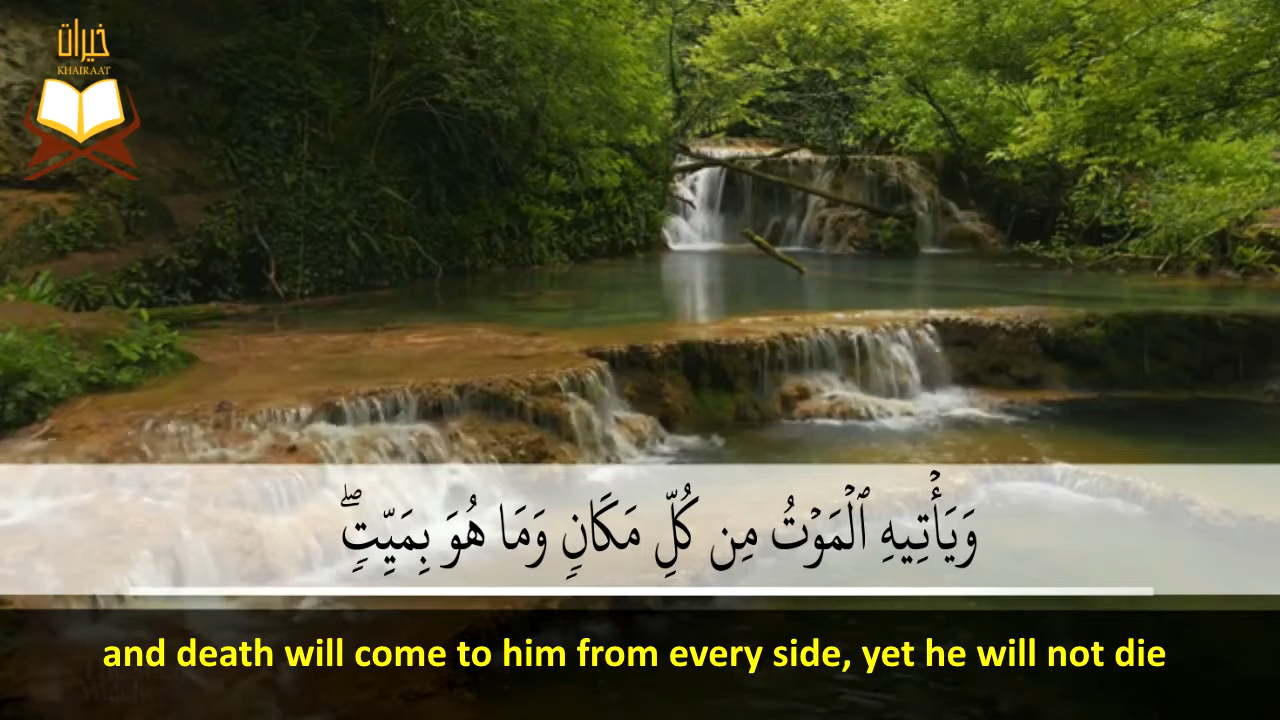 خيرات
KHAIRAAT
وَيَأْتِيهِ ٱلْمَوْتُ مِن كُلِّ مَكَانٍ وَمَا هُوَ بِمَيِّتٍۖ
and death will come to him from every side, yet he will not die